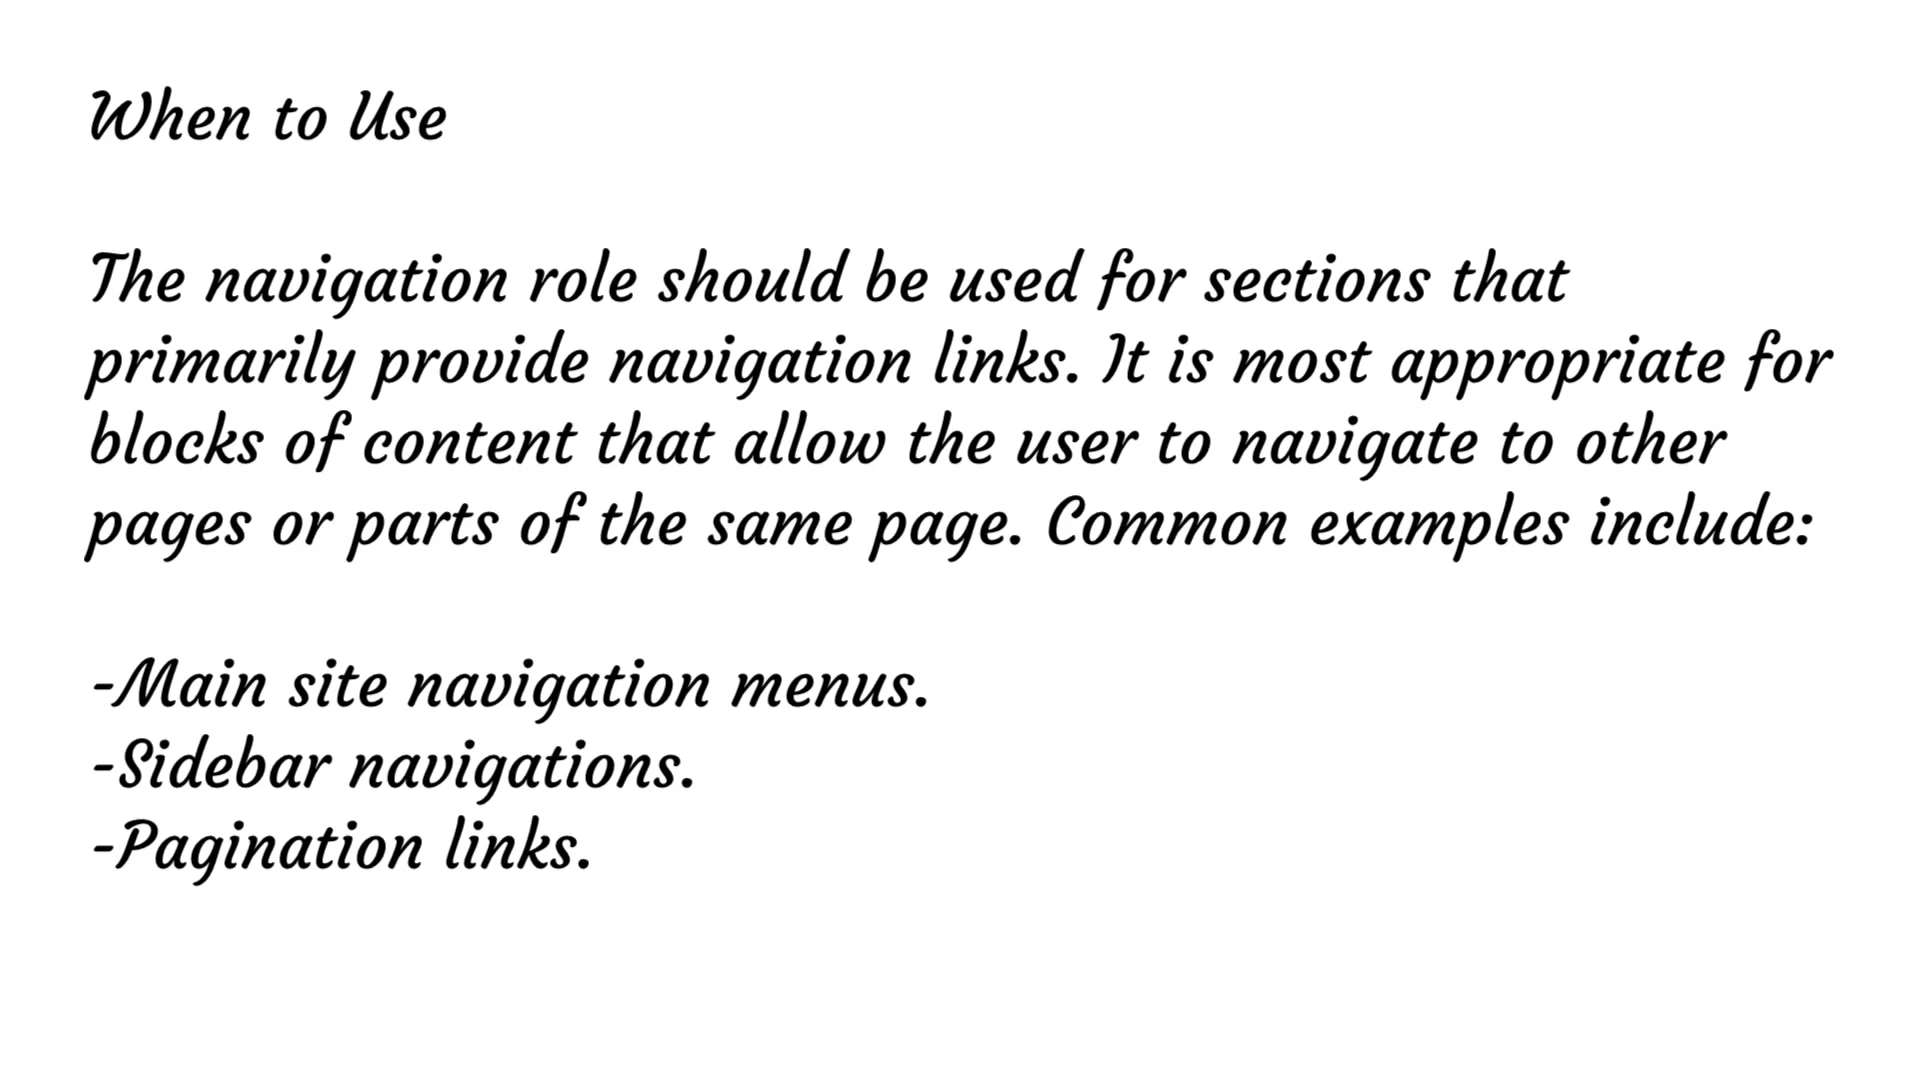 When to Use
The navigation role should be used for sections that
primarily provide navigation links. It is most appropriate for
blocks of content that allow the user to navigate to other
pages or parts of the same page. Common examples include:
-Main site navigation menus.
-Sidebar navigations.
-Pagination links.